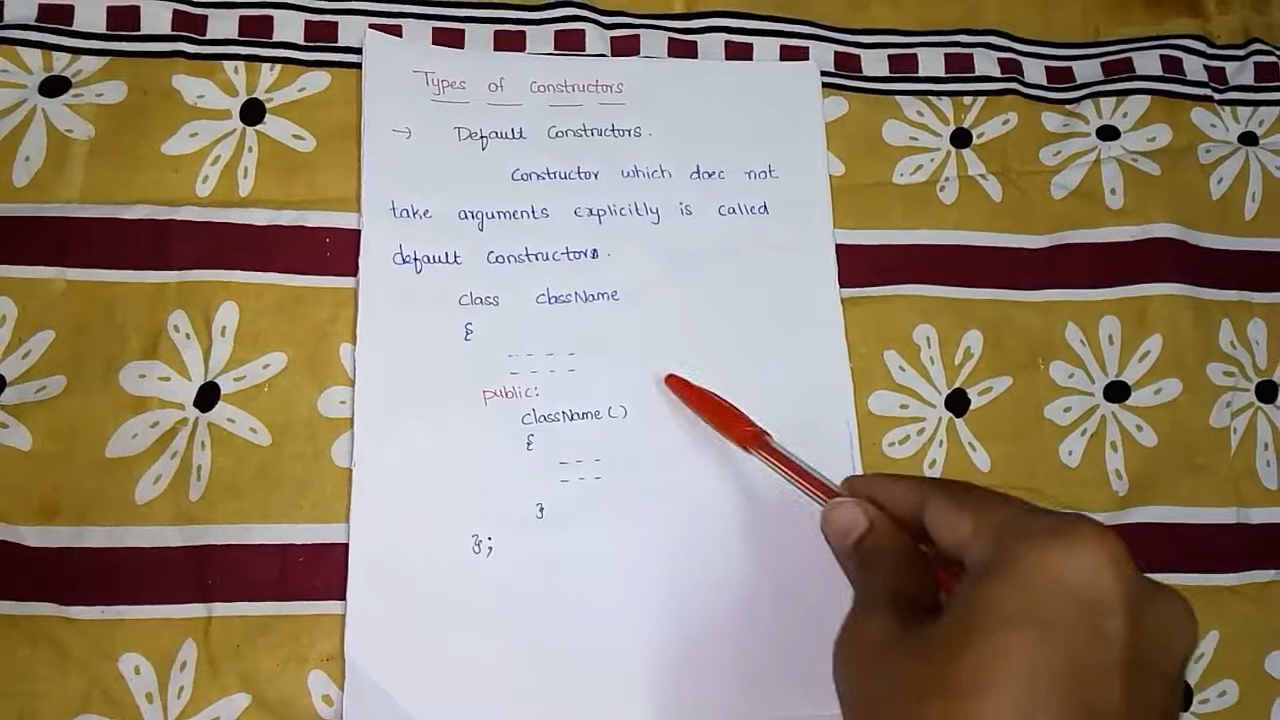 Types of constructors
→ Default Constructors.
Constructor which does not
take arguments explicitly is called
default constructors.
class className
{
- - - -
- - - -
public:
className()
{
- - -
- - -
}
};